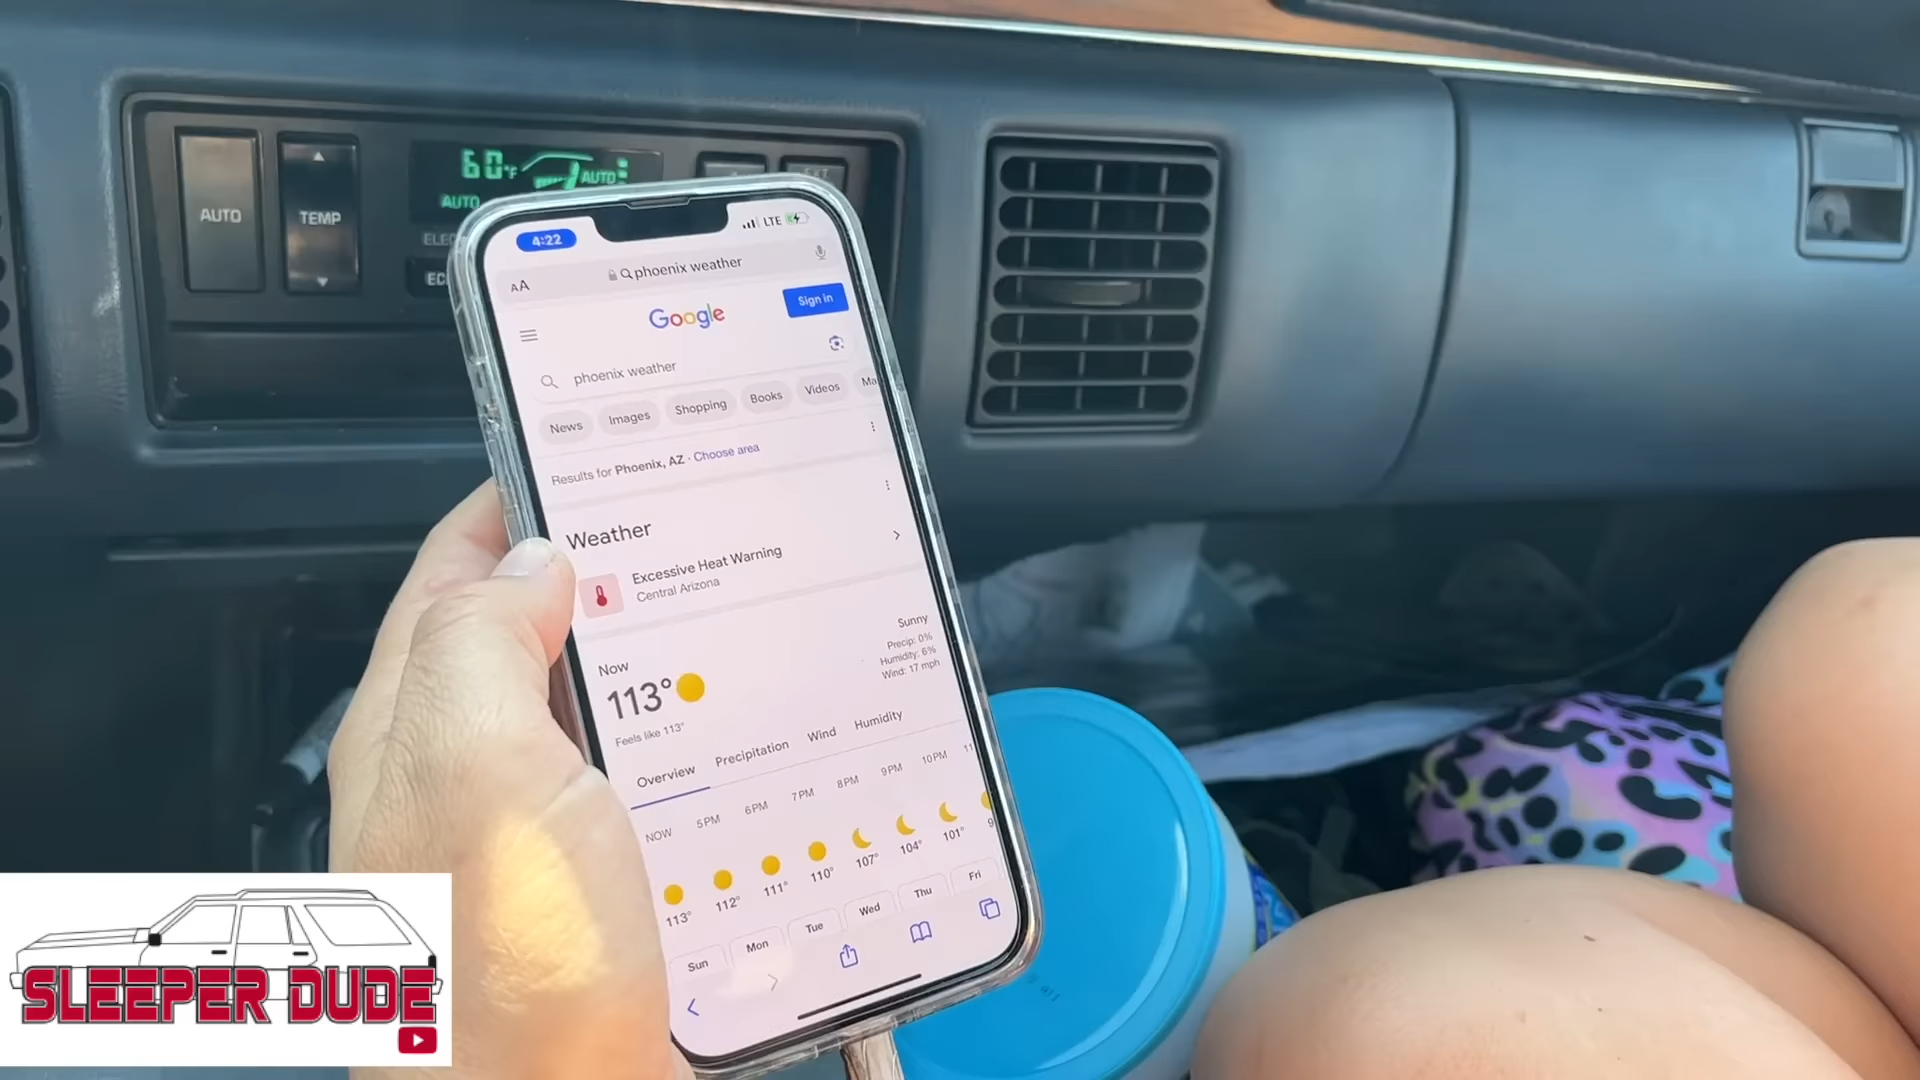 AUTO
TEMP
60°F
AUTO
AUTO
4:22
LTE
AA
phoenix weather
Google
Sign in
phoenix weather
News
Images
Shopping
Books
Videos
Results for Phoenix, AZ · Choose area
Weather
Excessive Heat Warning
Central Arizona
Now
113°
Feels like 113°
Sunny
Precip: 0%
Humidity: 6%
Wind: 17 mph
Overview
Precipitation
Wind
Humidity
NOW 5PM 6PM 7PM 8PM 9PM 10PM
113° 112° 111° 110° 107° 104° 101°
Sun Mon Tue Wed Thu Fri
SLEEPER DUDE